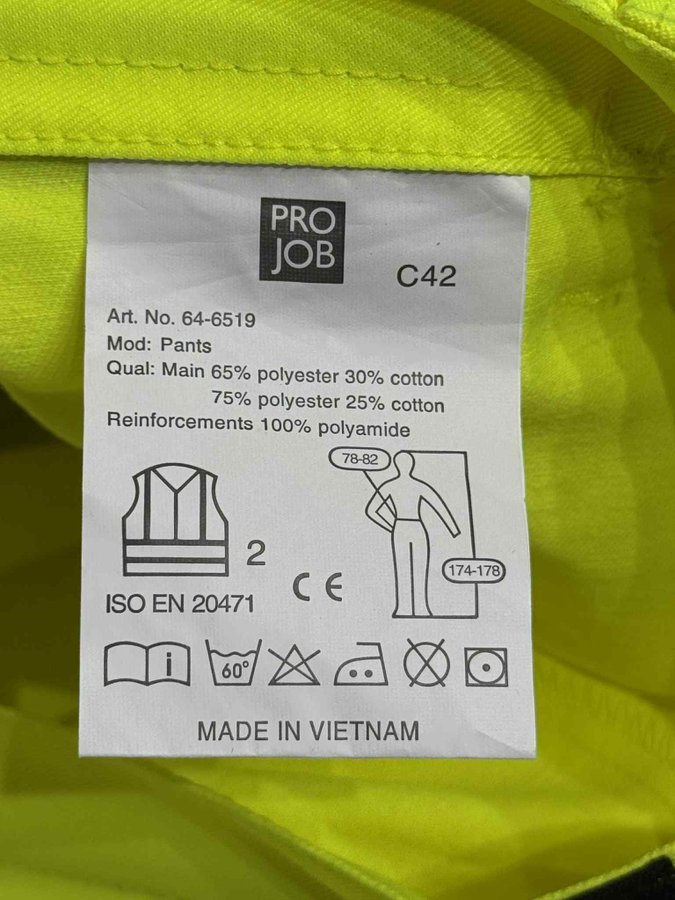 PRO
JOB
C42
Art. No. 64-6519
Mod: Pants
Qual: Main 65% polyester 30% cotton
75% polyester 25% cotton
Reinforcements 100% polyamide
78-82
2
174-178
CE
ISO EN 20471
i
60°
MADE IN VIETNAM